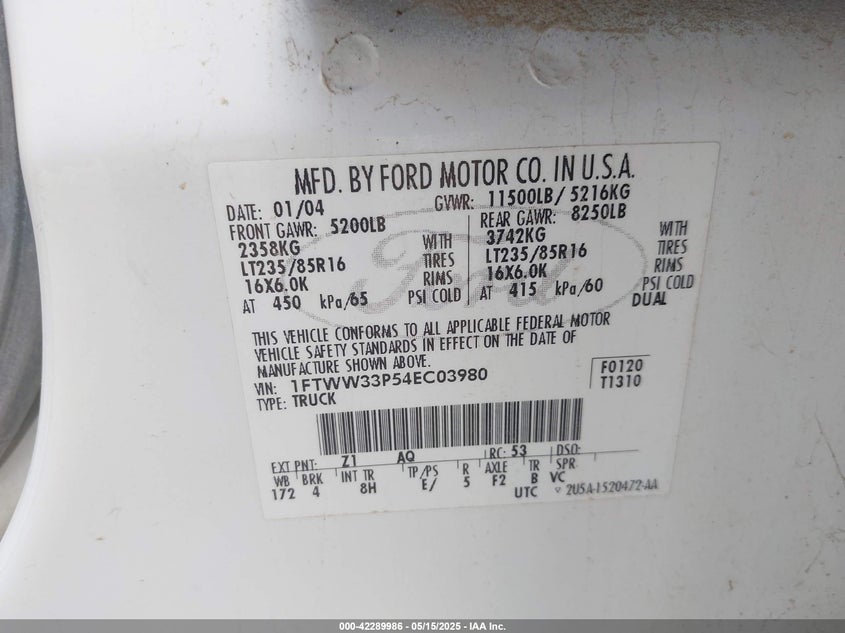 MFD. BY FORD MOTOR CO. IN U.S.A.
DATE: 01/04 GVWR: 11500LB/ 5216KG
FRONT GAWR: 5200LB REAR GAWR: 8250LB
2358KG WITH 3742KG WITH
LT235/85R16 TIRES LT235/85R16 TIRES
16X6.0K RIMS 16X6.0K RIMS
AT 450 kPa/65 PSI COLD AT 415 kPa/60 PSI COLD
DUAL
Ford
THIS VEHICLE CONFORMS TO ALL APPLICABLE FEDERAL MOTOR
VEHICLE SAFETY STANDARDS IN EFFECT ON THE DATE OF
MANUFACTURE SHOWN ABOVE.
VIN: 1FTWW33P54EC03980 F0120
TYPE: TRUCK T1310
EXT PNT: Z1 AQ RC: 53 DSO:
WB BRK INT TR TP/PS R AXLE TR SPR
172 4 8H E/ 5 F2 B VC
UTC 2U5A-1520472-AA
000-42289986 - 05/15/2025 - IAA Inc.